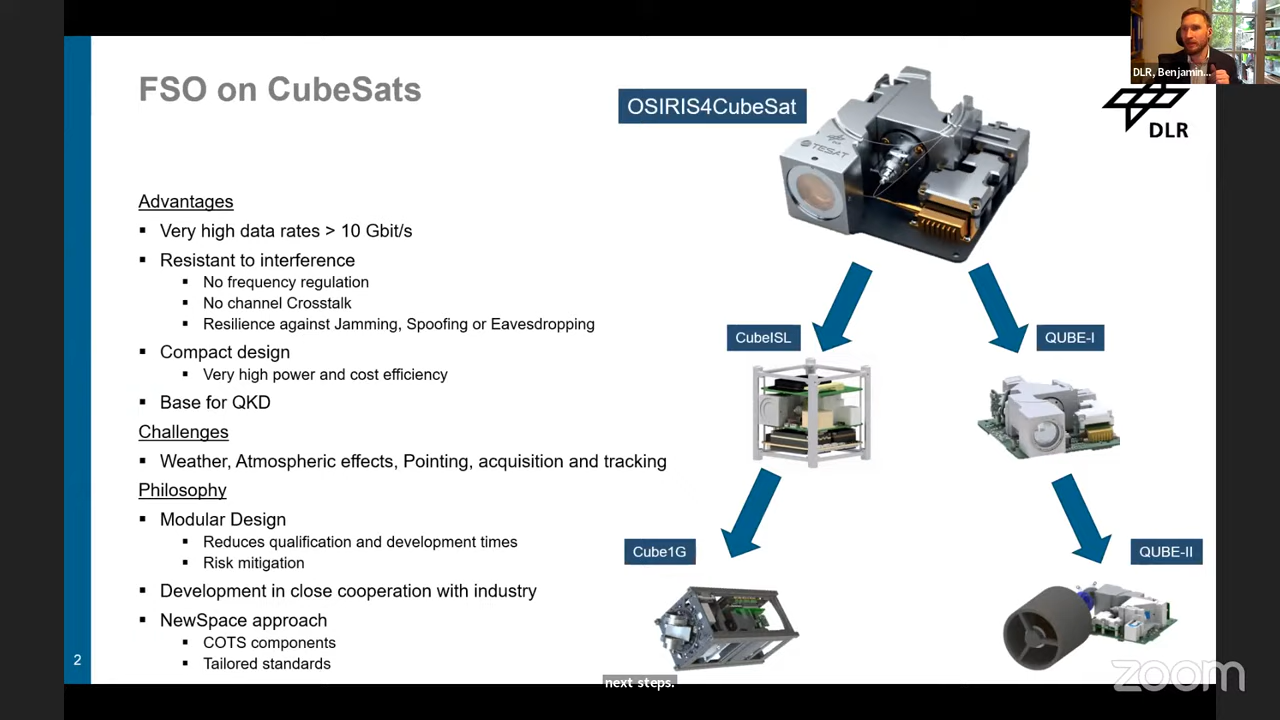 FSO on CubeSats
OSIRIS4CubeSat
DLR, Benjamin...
DLR
TESAT
Advantages
▪ Very high data rates > 10 Gbit/s
▪ Resistant to interference
▪ No frequency regulation
▪ No channel Crosstalk
▪ Resilience against Jamming, Spoofing or Eavesdropping
▪ Compact design
▪ Very high power and cost efficiency
▪ Base for QKD
Challenges
▪ Weather, Atmospheric effects, Pointing, acquisition and tracking
Philosophy
▪ Modular Design
▪ Reduces qualification and development times
▪ Risk mitigation
▪ Development in close cooperation with industry
▪ NewSpace approach
▪ COTS components
▪ Tailored standards
CubeISL
QUBE-I
Cube1G
QUBE-II
2
next steps.
zoom